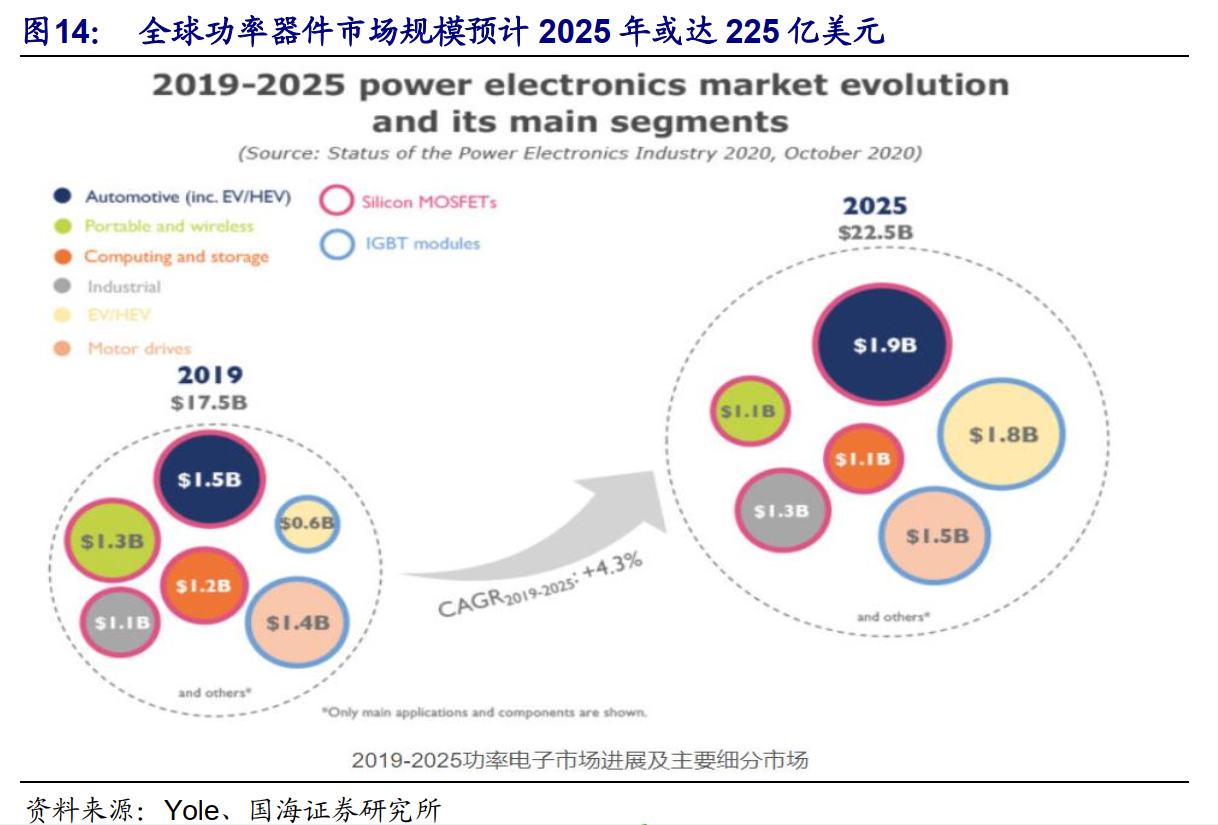 图14： 全球功率器件市场规模预计 2025 年或达 225 亿美元
2019-2025 power electronics market evolution
and its main segments
(Source: Status of the Power Electronics Industry 2020, October 2020)
Automotive (inc. EV/HEV)
Portable and wireless
Computing and storage
Industrial
EV/HEV
Motor drives
Silicon MOSFETs
IGBT modules
2019
$17.5B
$1.5B
$0.6B
$1.3B
$1.2B
$1.1B
$1.4B
and others*
CAGR2019-2025: +4.3%
2025
$22.5B
$1.9B
$1.1B
$1.8B
$1.1B
$1.3B
$1.5B
and others*
*Only main applications and components are shown.
2019-2025功率电子市场进展及主要细分市场
资料来源：Yole、国海证券研究所